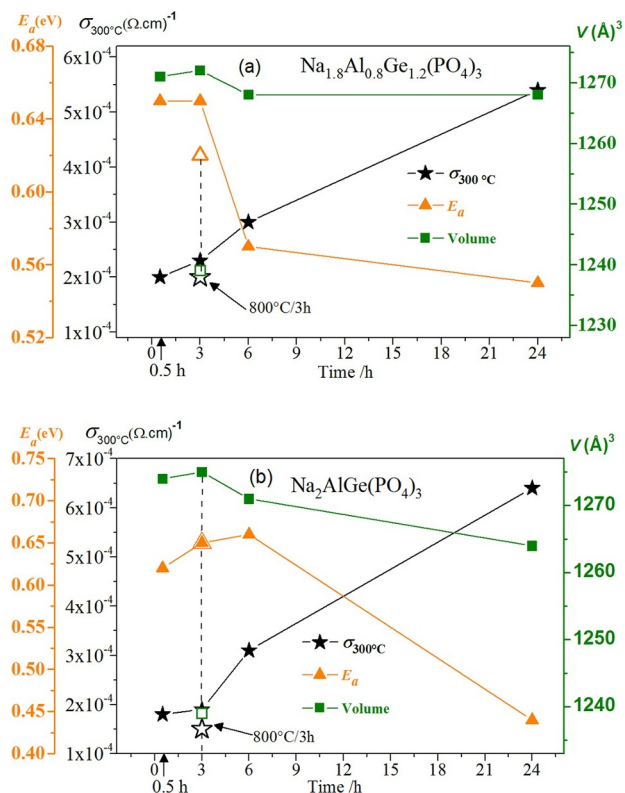 Eₐ(eV) σ₃₀₀°C(Ω.cm)⁻¹ V (Å)³
(a) Na₁.₈Al₀.₈Ge₁.₂(PO₄)₃
0.68
0.64
0.60
0.56
0.52
6x10⁻⁴
5x10⁻⁴
4x10⁻⁴
3x10⁻⁴
2x10⁻⁴
1x10⁻⁴
1270
1260
1250
1240
1230
σ₃₀₀ °C
Eₐ
Volume
800°C/3h
0 3 6 9 12 15 18 21 24
0.5 h
Time /h
Eₐ(eV) σ₃₀₀°C(Ω.cm)⁻¹ V (Å)³
(b) Na₂AlGe(PO₄)₃
0.75
0.70
0.65
0.60
0.55
0.50
0.45
0.40
7x10⁻⁴
6x10⁻⁴
5x10⁻⁴
4x10⁻⁴
3x10⁻⁴
2x10⁻⁴
1x10⁻⁴
1270
1260
1250
1240
σ₃₀₀°C
Eₐ
Volume
800°C/3h
0 3 6 9 12 15 18 21 24
0.5 h
Time /h